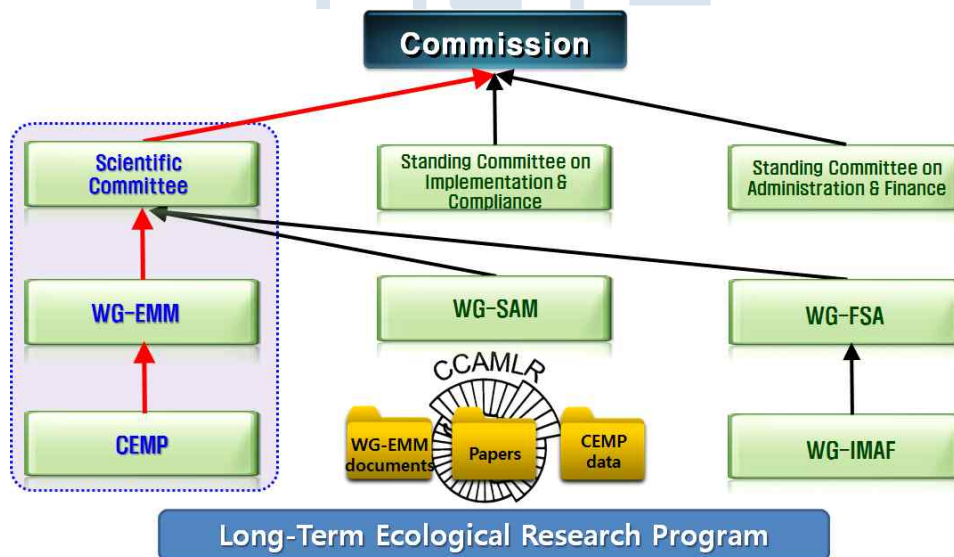 Commission
Scientific
Committee
Standing Committee on
Implementation &
Compliance
Standing Committee on
Administration & Finance
WG-EMM
WG-SAM
WG-FSA
CCAMLR
CEMP
WG-EMM
documents
Papers
CEMP
data
WG-IMAF
Long-Term Ecological Research Program